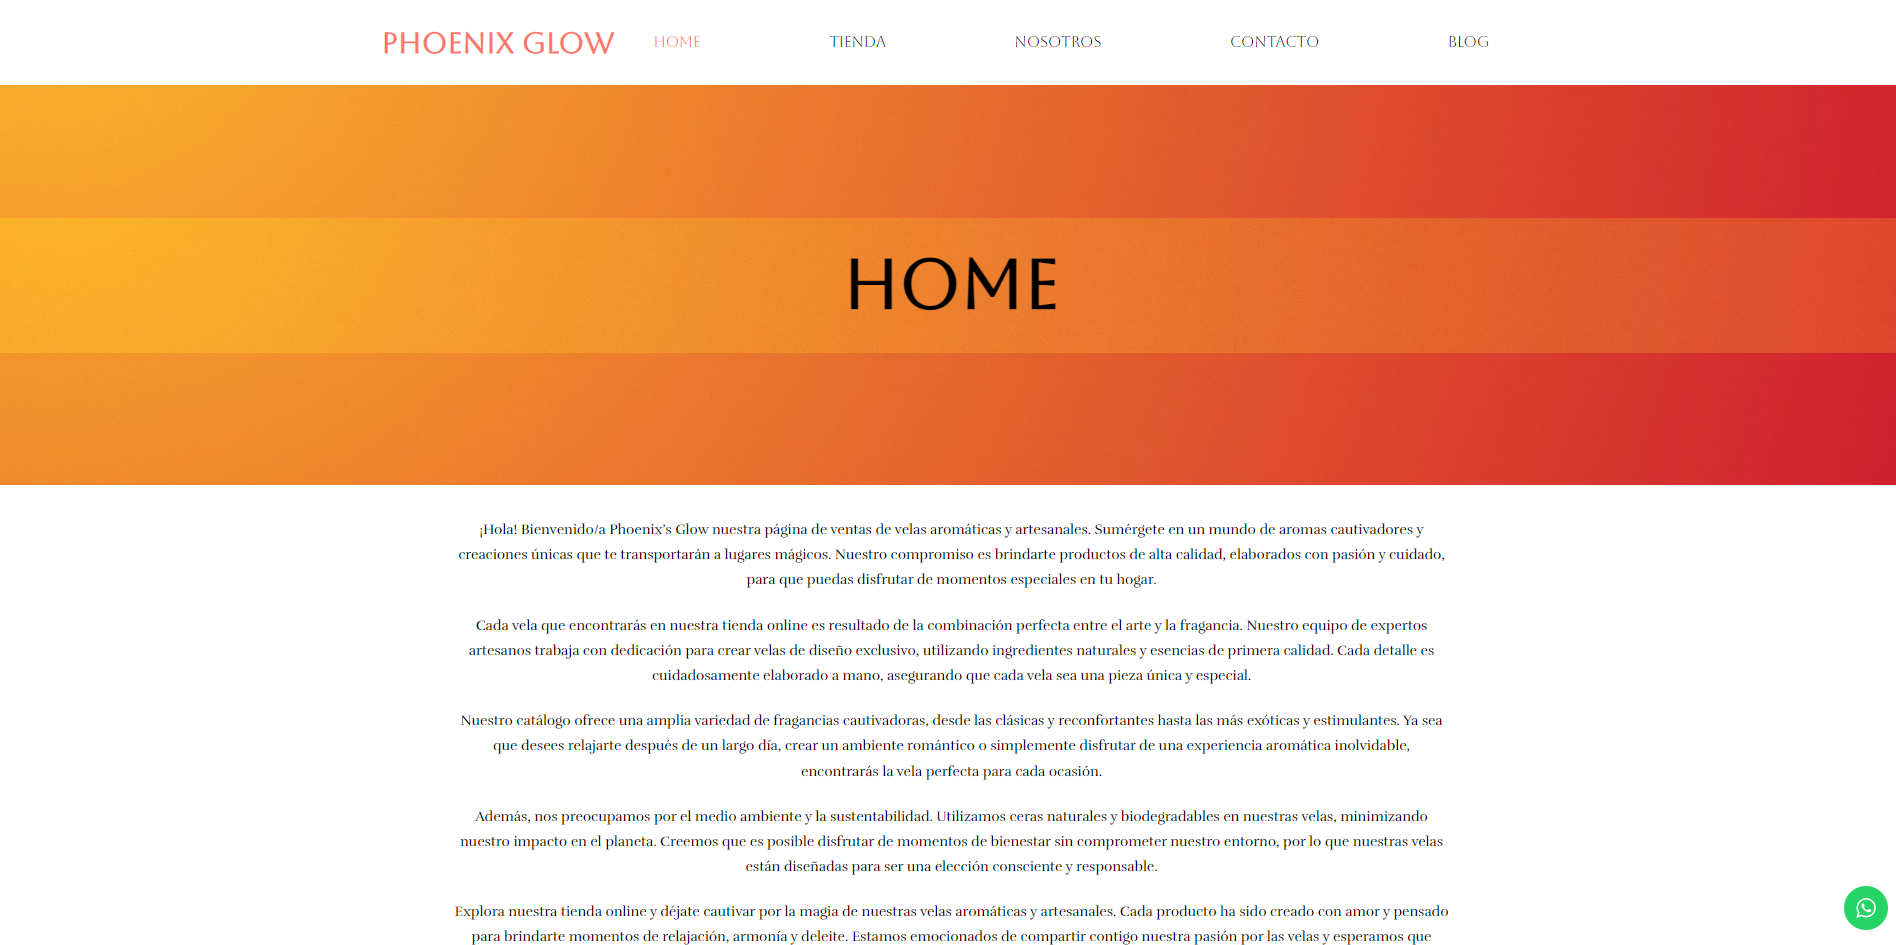 PHOENIX GLOW
HOME
TIENDA
NOSOTROS
CONTACTO
BLOG
HOME
¡Hola! Bienvenido/a Phoenix’s Glow nuestra página de ventas de velas aromáticas y artesanales. Sumérgete en un mundo de aromas cautivadores y
creaciones únicas que te transportarán a lugares mágicos. Nuestro compromiso es brindarte productos de alta calidad, elaborados con pasión y cuidado,
para que puedas disfrutar de momentos especiales en tu hogar.
Cada vela que encontrarás en nuestra tienda online es resultado de la combinación perfecta entre el arte y la fragancia. Nuestro equipo de expertos
artesanos trabaja con dedicación para crear velas de diseño exclusivo, utilizando ingredientes naturales y esencias de primera calidad. Cada detalle es
cuidadosamente elaborado a mano, asegurando que cada vela sea una pieza única y especial.
Nuestro catálogo ofrece una amplia variedad de fragancias cautivadoras, desde las clásicas y reconfortantes hasta las más exóticas y estimulantes. Ya sea
que desees relajarte después de un largo día, crear un ambiente romántico o simplemente disfrutar de una experiencia aromática inolvidable,
encontrarás la vela perfecta para cada ocasión.
Además, nos preocupamos por el medio ambiente y la sustentabilidad. Utilizamos ceras naturales y biodegradables en nuestras velas, minimizando
nuestro impacto en el planeta. Creemos que es posible disfrutar de momentos de bienestar sin comprometer nuestro entorno, por lo que nuestras velas
están diseñadas para ser una elección consciente y responsable.
Explora nuestra tienda online y déjate cautivar por la magia de nuestras velas aromáticas y artesanales. Cada producto ha sido creado con amor y pensado
para brindarte momentos de relajación, armonía y deleite. Estamos emocionados de compartir contigo nuestra pasión por las velas y esperamos que